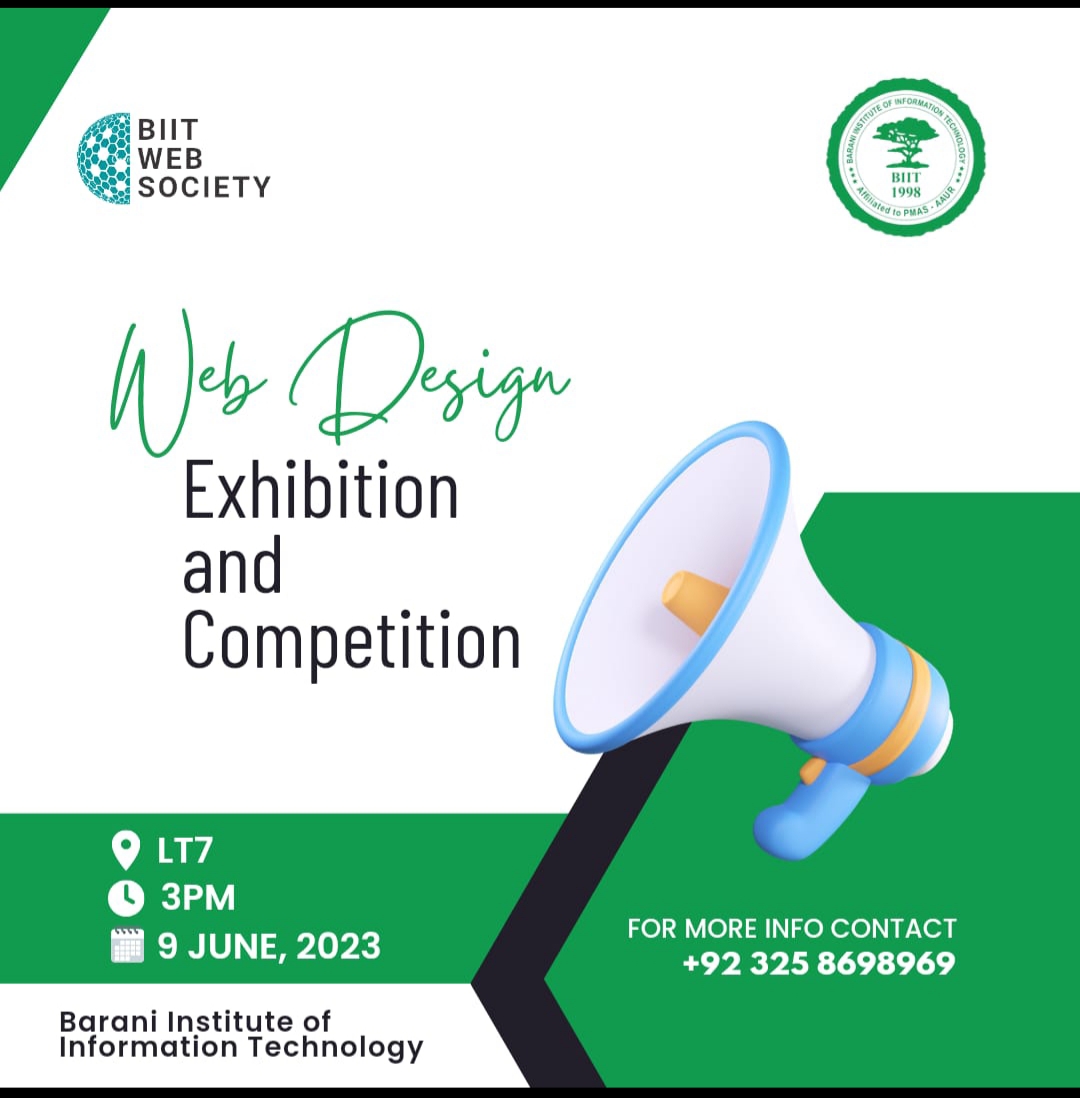 BIIT
WEB
SOCIETY
BARANI INSTITUTE OF INFORMATION TECHNOLOGY
BIIT
1998
Affiliated to PMAS - AAUR
Web Design
Exhibition
and
Competition
LT7
3PM
9 JUNE, 2023
FOR MORE INFO CONTACT
+92 325 8698969
Barani Institute of
Information Technology